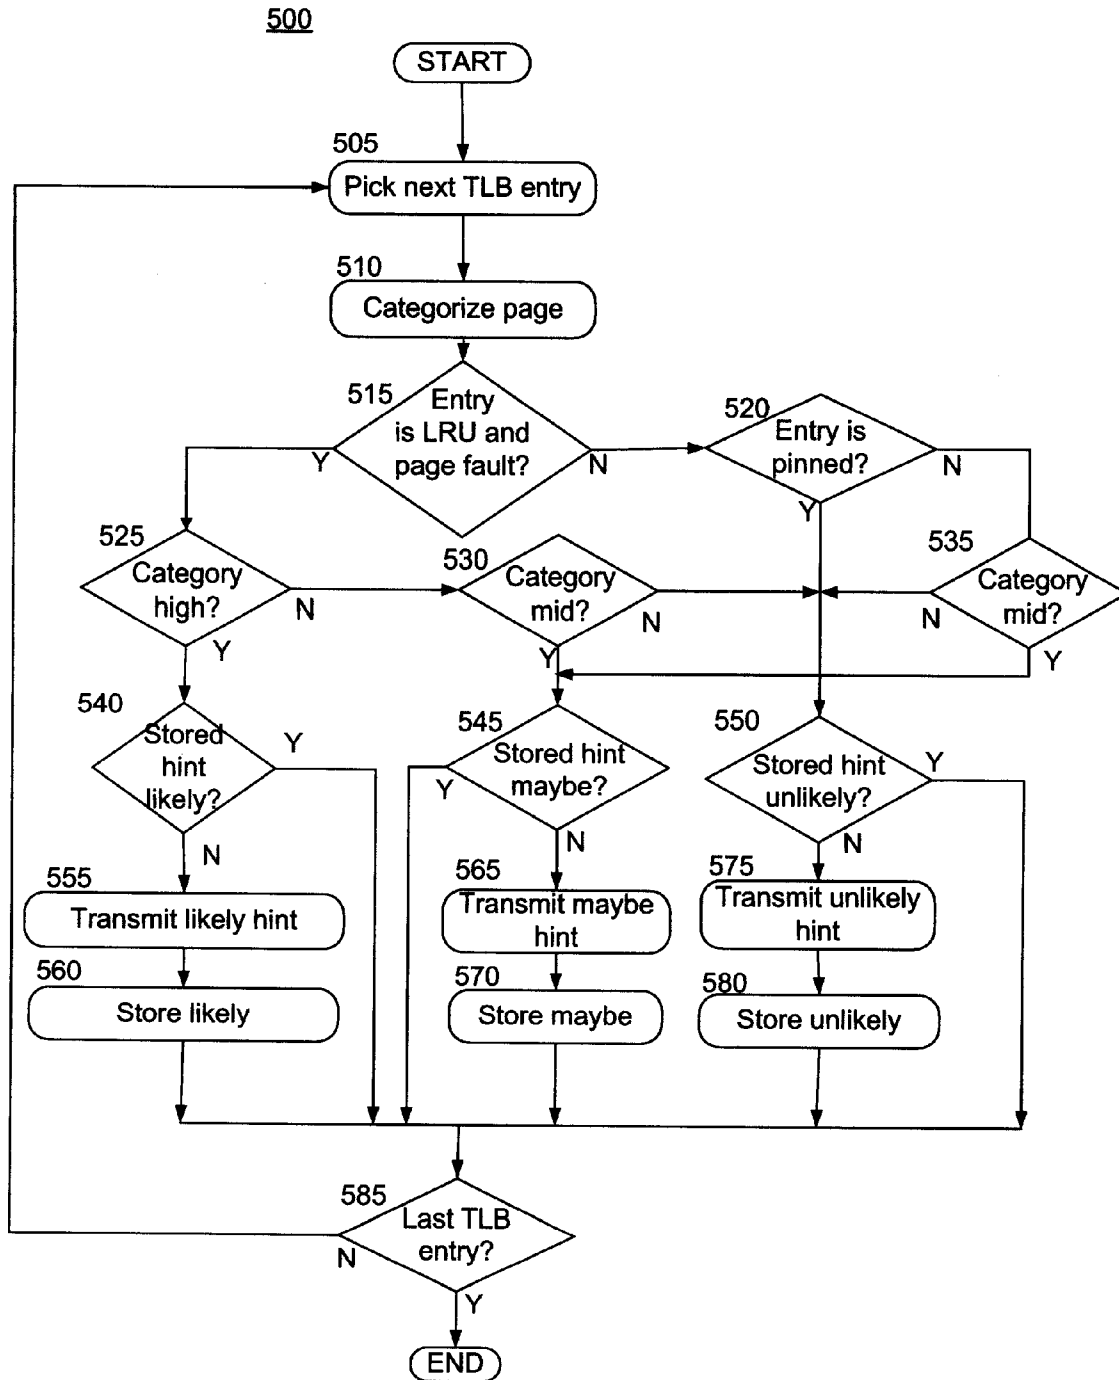 500
START
505
Pick next TLB entry
510
Categorize page
515
Entry
is LRU and
page fault?
Y
N
520
Entry is
pinned?
Y
N
525
Category
high?
N
Y
530
Category
mid?
N
Y
535
Category
mid?
N
Y
540
Stored
hint
likely?
Y
N
545
Stored hint
maybe?
Y
N
550
Stored hint
unlikely?
Y
N
555
Transmit likely hint
560
Store likely
565
Transmit maybe
hint
570
Store maybe
575
Transmit unlikely
hint
580
Store unlikely
585
Last TLB
entry?
N
Y
END